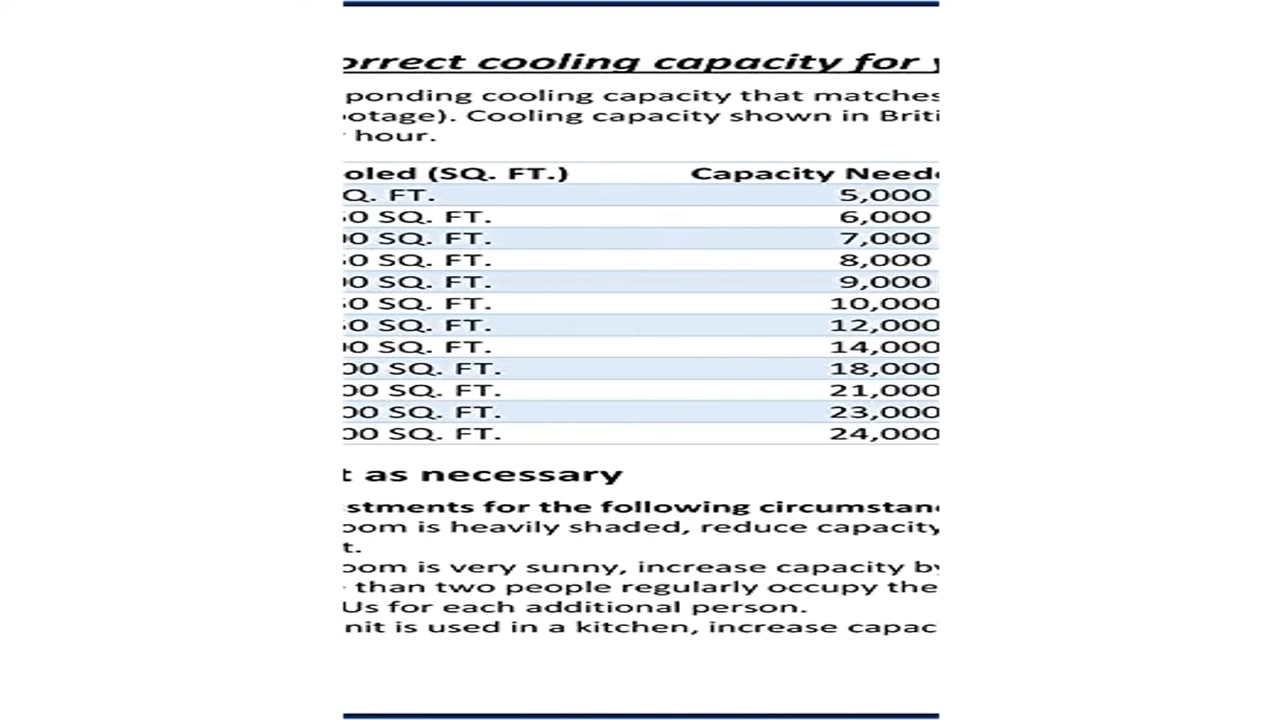 orrect cooling capacity for
ponding cooling capacity that matches
otage). Cooling capacity shown in Briti
hour.
oled (SQ. FT.) Capacity Neede
Q. FT. 5,000
50 SQ. FT. 6,000
00 SQ. FT. 7,000
50 SQ. FT. 8,000
00 SQ. FT. 9,000
50 SQ. FT. 10,000
50 SQ. FT. 12,000
00 SQ. FT. 14,000
00 SQ. FT. 18,000
00 SQ. FT. 21,000
00 SQ. FT. 23,000
00 SQ. FT. 24,000
t as necessary
stments for the following circumstan
oom is heavily shaded, reduce capacity
t.
oom is very sunny, increase capacity by
than two people regularly occupy the
Us for each additional person.
nit is used in a kitchen, increase capac